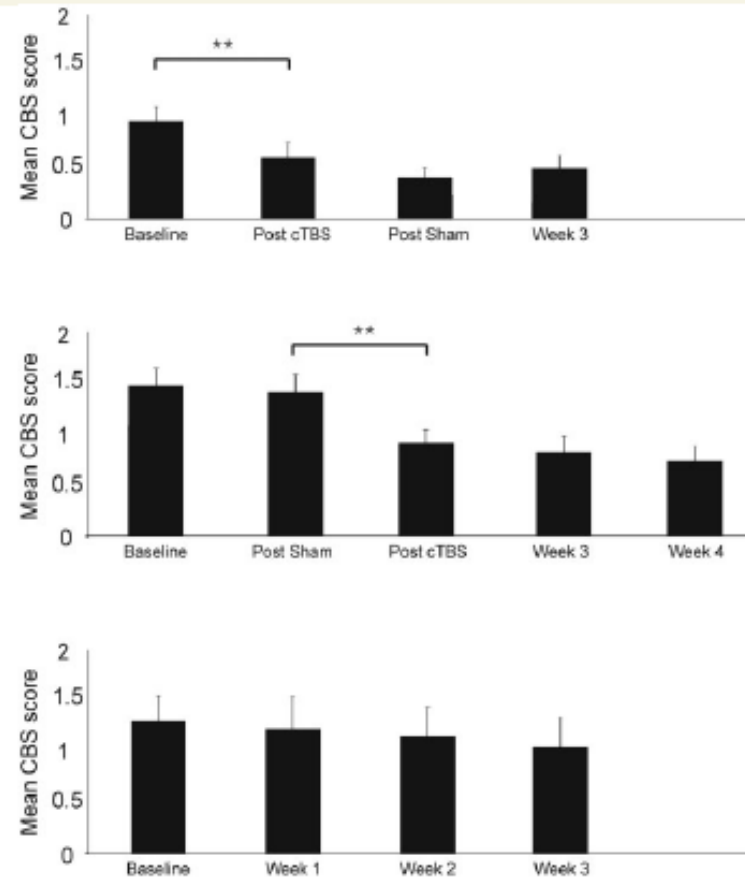 Mean CBS score
2
1.5
1
0.5
0
**
Baseline Post cTBS Post Sham Week 3
Mean CBS score
2
1.5
1
0.5
0
**
Baseline Post Sham Post cTBS Week 3 Week 4
Mean CBS score
2
1.5
1
0.5
0
Baseline Week 1 Week 2 Week 3